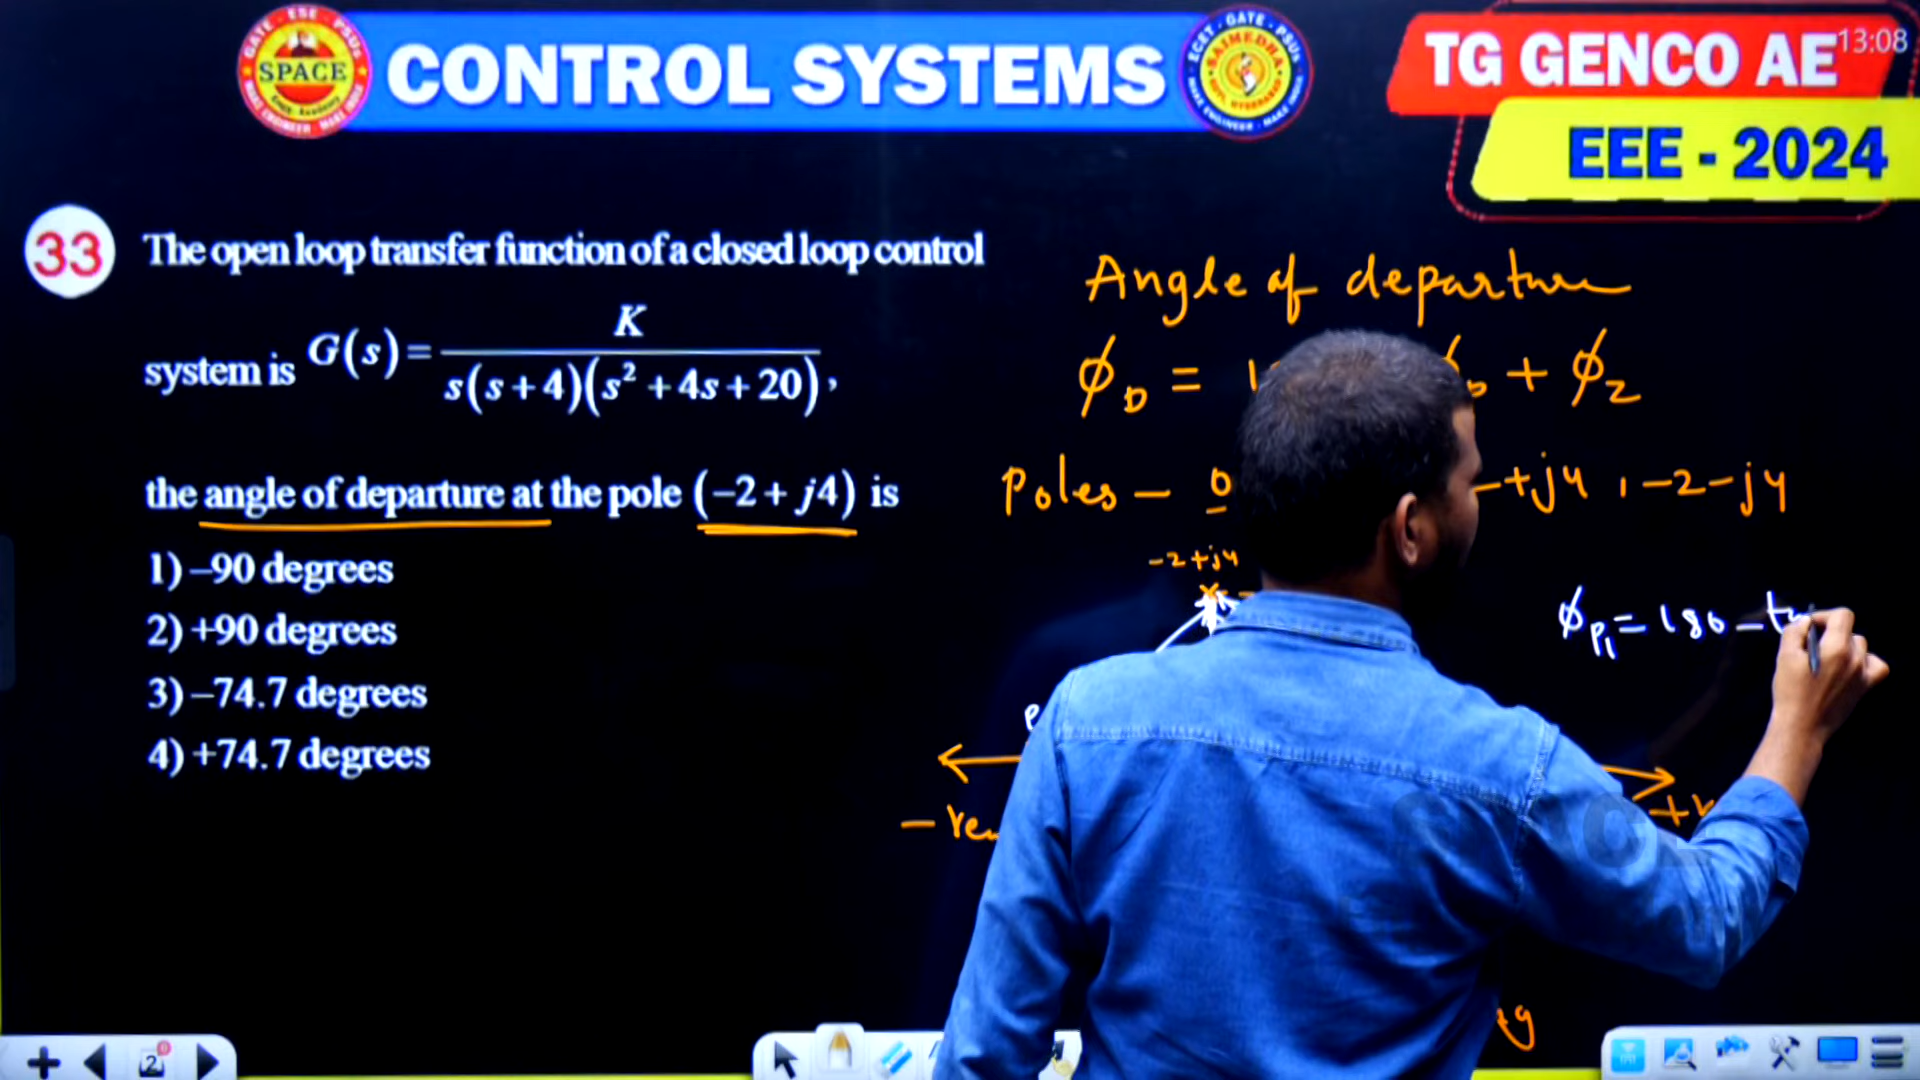 SPACE
CONTROL SYSTEMS
TG GENCO AE
13:08
EEE - 2024
33
The open loop transfer function of a closed loop control
system is G(s) = K / s(s+4)(s² + 4s + 20),
the angle of departure at the pole (−2 + j4) is
1) –90 degrees
2) +90 degrees
3) –74.7 degrees
4) +74.7 degrees
Angle of departure
ϕD = + ϕZ
Poles – 0 +j4 , -2-j4
-2+j4
ϕP1 = 180 –
2